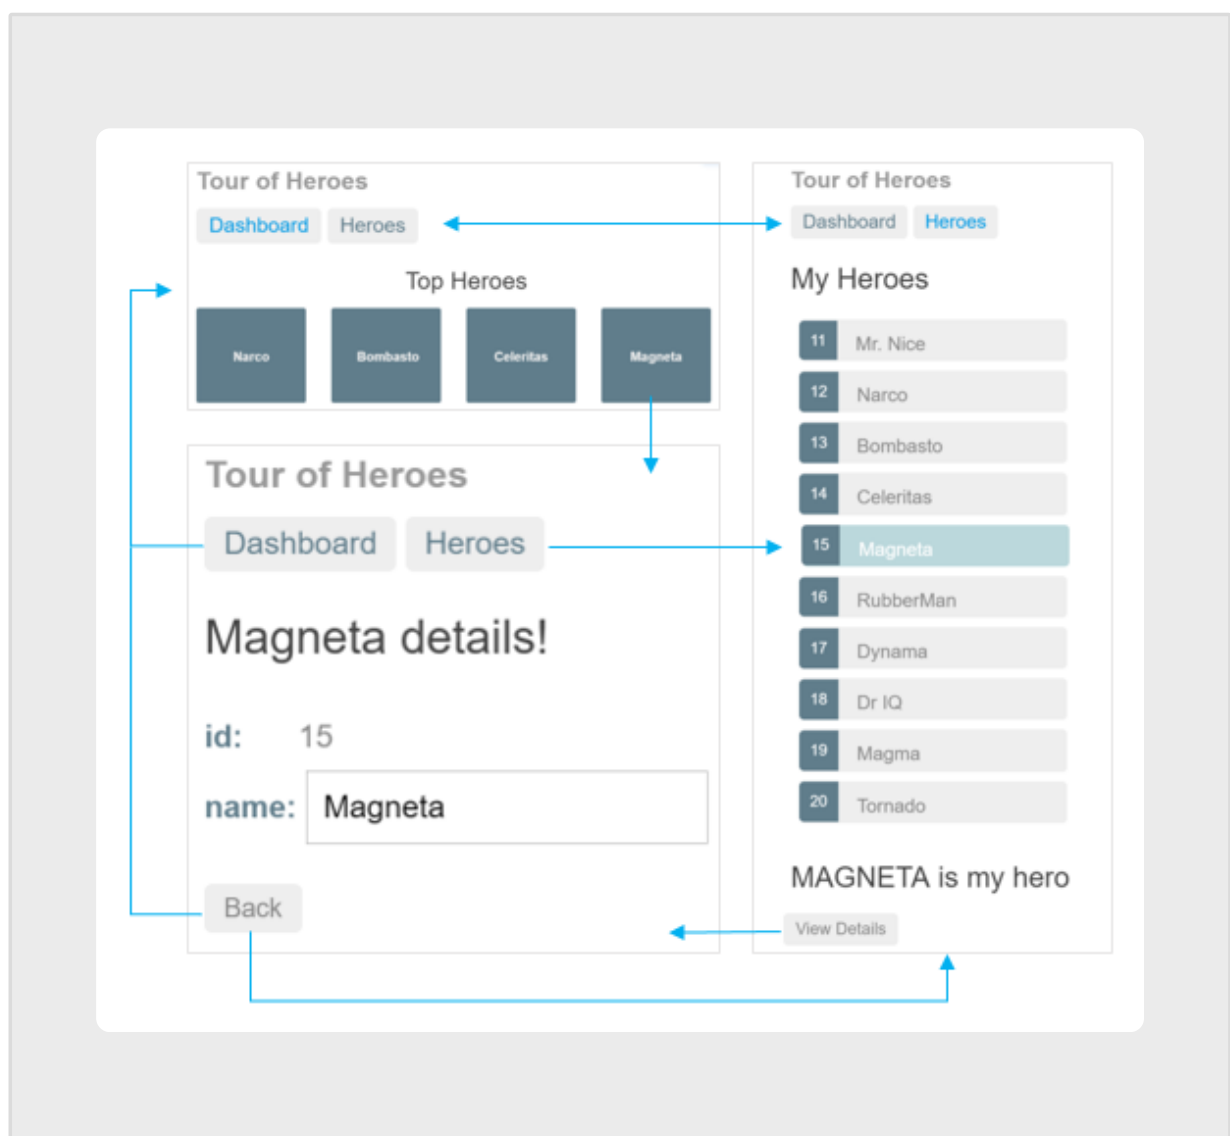 Tour of Heroes
Dashboard Heroes
Top Heroes
Narco Bombasto Celeritas Magneta
Tour of Heroes
Dashboard Heroes
Magneta details!
id: 15
name: Magneta
Back
Tour of Heroes
Dashboard Heroes
My Heroes
11 Mr. Nice
12 Narco
13 Bombasto
14 Celeritas
15 Magneta
16 RubberMan
17 Dynama
18 Dr IQ
19 Magma
20 Tornado
MAGNETA is my hero
View Details